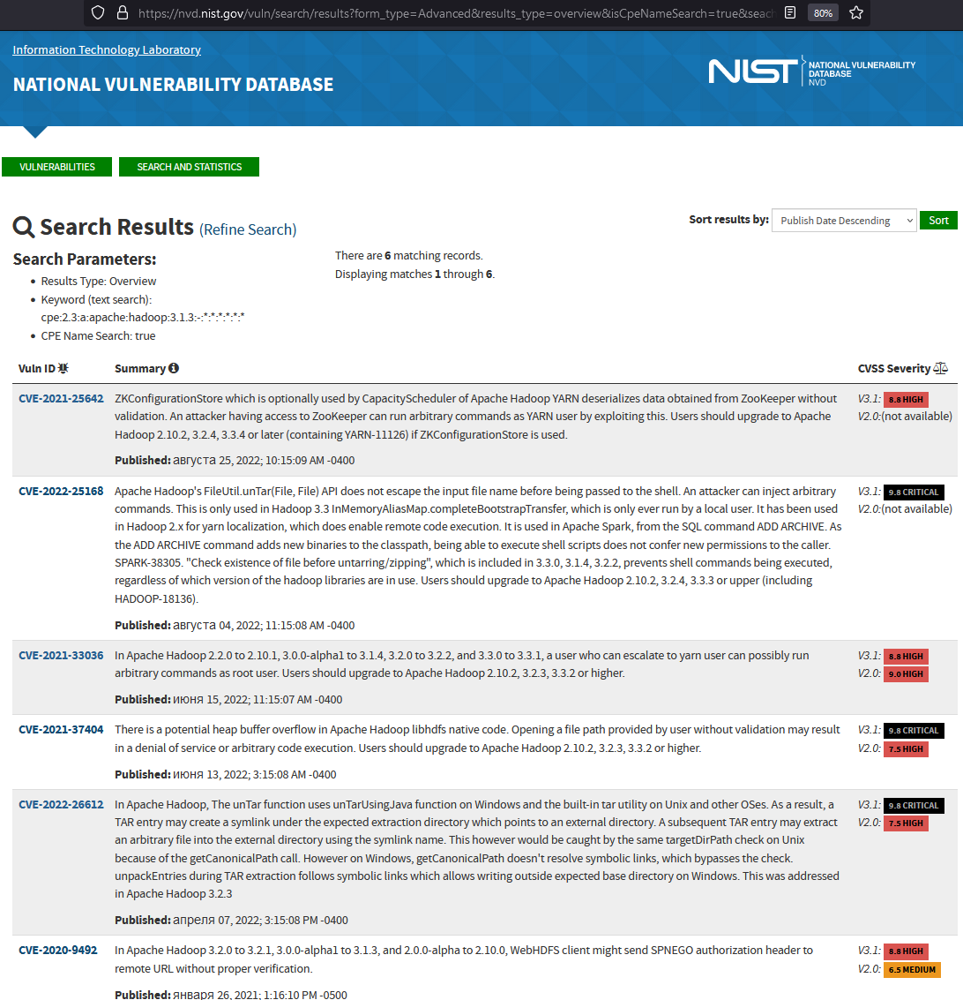 https://nvd.nist.gov/vuln/search/results?form_type=Advanced&results_type=overview&isCpeNameSearch=true&seac
80%
Information Technology Laboratory
NATIONAL VULNERABILITY DATABASE
NIST
NATIONAL VULNERABILITY
DATABASE
NVD
VULNERABILITIES
SEARCH AND STATISTICS
Search Results (Refine Search)
Sort results by: Publish Date Descending Sort
Search Parameters:
Results Type: Overview
Keyword (text search):
cpe:2.3:a:apache:hadoop:3.1.3:-:*:*:*:*:*:*
CPE Name Search: true
There are 6 matching records.
Displaying matches 1 through 6.
Vuln ID Summary CVSS Severity
CVE-2021-25642
ZKConfigurationStore which is optionally used by CapacityScheduler of Apache Hadoop YARN deserializes data obtained from ZooKeeper without
validation. An attacker having access to ZooKeeper can run arbitrary commands as YARN user by exploiting this. Users should upgrade to Apache
Hadoop 2.10.2, 3.2.4, 3.3.4 or later (containing YARN-11126) if ZKConfigurationStore is used.
Published: августа 25, 2022; 10:15:09 AM -0400
V3.1: 8.8 HIGH
V2.0:(not available)
CVE-2022-25168
Apache Hadoop's FileUtil.unTar(File, File) API does not escape the input file name before being passed to the shell. An attacker can inject arbitrary
commands. This is only used in Hadoop 3.3 InMemoryAliasMap.completeBootstrapTransfer, which is only ever run by a local user. It has been used
in Hadoop 2.x for yarn localization, which does enable remote code execution. It is used in Apache Spark, from the SQL command ADD ARCHIVE. As
the ADD ARCHIVE command adds new binaries to the classpath, being able to execute shell scripts does not confer new permissions to the caller.
SPARK-38305. "Check existence of file before untarring/zipping", which is included in 3.3.0, 3.1.4, 3.2.2, prevents shell commands being executed,
regardless of which version of the hadoop libraries are in use. Users should upgrade to Apache Hadoop 2.10.2, 3.2.4, 3.3.3 or upper (including
HADOOP-18136).
Published: августа 04, 2022; 11:15:08 AM -0400
V3.1: 9.8 CRITICAL
V2.0:(not available)
CVE-2021-33036
In Apache Hadoop 2.2.0 to 2.10.1, 3.0.0-alpha1 to 3.1.4, 3.2.0 to 3.2.2, and 3.3.0 to 3.3.1, a user who can escalate to yarn user can possibly run
arbitrary commands as root user. Users should upgrade to Apache Hadoop 2.10.2, 3.2.3, 3.3.2 or higher.
Published: июня 15, 2022; 11:15:07 AM -0400
V3.1: 8.8 HIGH
V2.0: 9.0 HIGH
CVE-2021-37404
There is a potential heap buffer overflow in Apache Hadoop libhdfs native code. Opening a file path provided by user without validation may result
in a denial of service or arbitrary code execution. Users should upgrade to Apache Hadoop 2.10.2, 3.2.3, 3.3.2 or higher.
Published: июня 13, 2022; 3:15:08 AM -0400
V3.1: 9.8 CRITICAL
V2.0: 7.5 HIGH
CVE-2022-26612
In Apache Hadoop, The unTar function uses unTarUsingJava function on Windows and the built-in tar utility on Unix and other OSes. As a result, a
TAR entry may create a symlink under the expected extraction directory which points to an external directory. A subsequent TAR entry may extract
an arbitrary file into the external directory using the symlink name. This however would be caught by the same targetDirPath check on Unix
because of the getCanonicalPath call. However on Windows, getCanonicalPath doesn't resolve symbolic links, which bypasses the check.
unpackEntries during TAR extraction follows symbolic links which allows writing outside expected base directory on Windows. This was addressed
in Apache Hadoop 3.2.3
Published: апреля 07, 2022; 3:15:08 PM -0400
V3.1: 9.8 CRITICAL
V2.0: 7.5 HIGH
CVE-2020-9492
In Apache Hadoop 3.2.0 to 3.2.1, 3.0.0-alpha1 to 3.1.3, and 2.0.0-alpha to 2.10.0, WebHDFS client might send SPNEGO authorization header to
remote URL without proper verification.
Published: января 26, 2021; 1:16:10 PM -0500
V3.1: 8.8 HIGH
V2.0: 6.5 MEDIUM